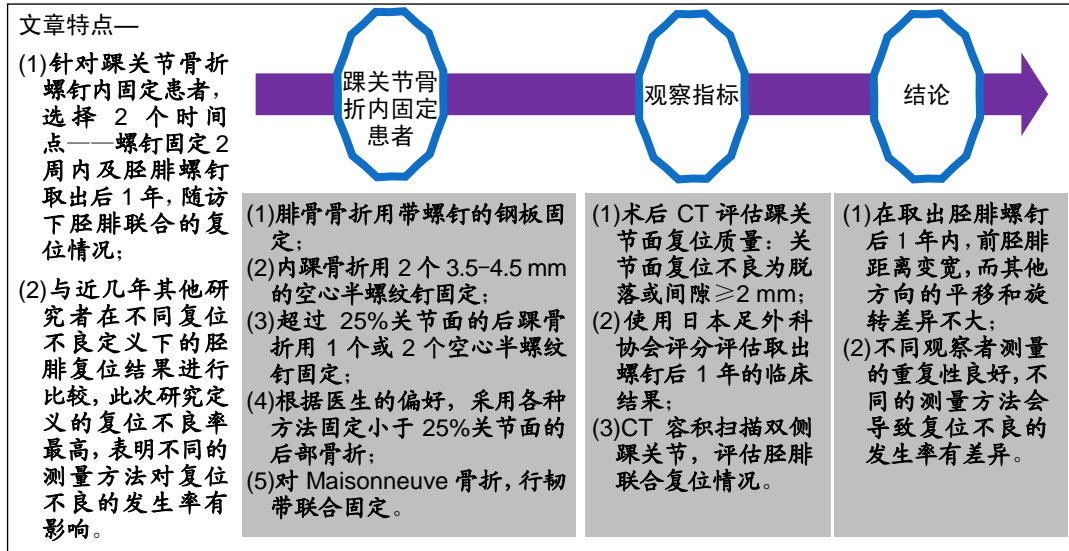 文章特点—
(1)针对踝关节骨折
螺钉内固定患者，
选择 2 个时间
点——螺钉固定 2
周内及胫腓螺钉
取出后 1 年，随访
下胫腓联合的复
位情况；
(2)与近几年其他研
究者在不同复位
不良定义下的胫
腓复位结果进行
比较，此次研究定
义的复位不良率
最高，表明不同的
测量方法对复位
不良的发生率有
影响。
踝关节骨
折内固定
患者
(1)腓骨骨折用带螺钉的钢板固
定；
(2)内踝骨折用 2 个 3.5–4.5 mm
的空心半螺纹钉固定；
(3)超过 25%关节面的后踝骨
折用 1 个或 2 个空心半螺纹
钉固定；
(4)根据医生的偏好，采用各种
方法固定小于 25%关节面的
后部骨折；
(5)对 Maisonneuve 骨折，行韧
带联合固定。
观察指标
(1)术后 CT 评估踝关
节面复位质量：关
节面复位不良为脱
落或间隙≥2 mm；
(2)使用日本足外科
协会评分评估取出
螺钉后 1 年的临床
结果；
(3)CT 容积扫描双侧
踝关节，评估胫腓
联合复位情况。
结论
(1)在取出胫腓螺钉
后 1 年内，前胫腓
距离变宽，而其他
方向的平移和旋
转差异不大；
(2)不同观察者测量
的重复性良好，不
同的测量方法会
导致复位不良的
发生率有差异。